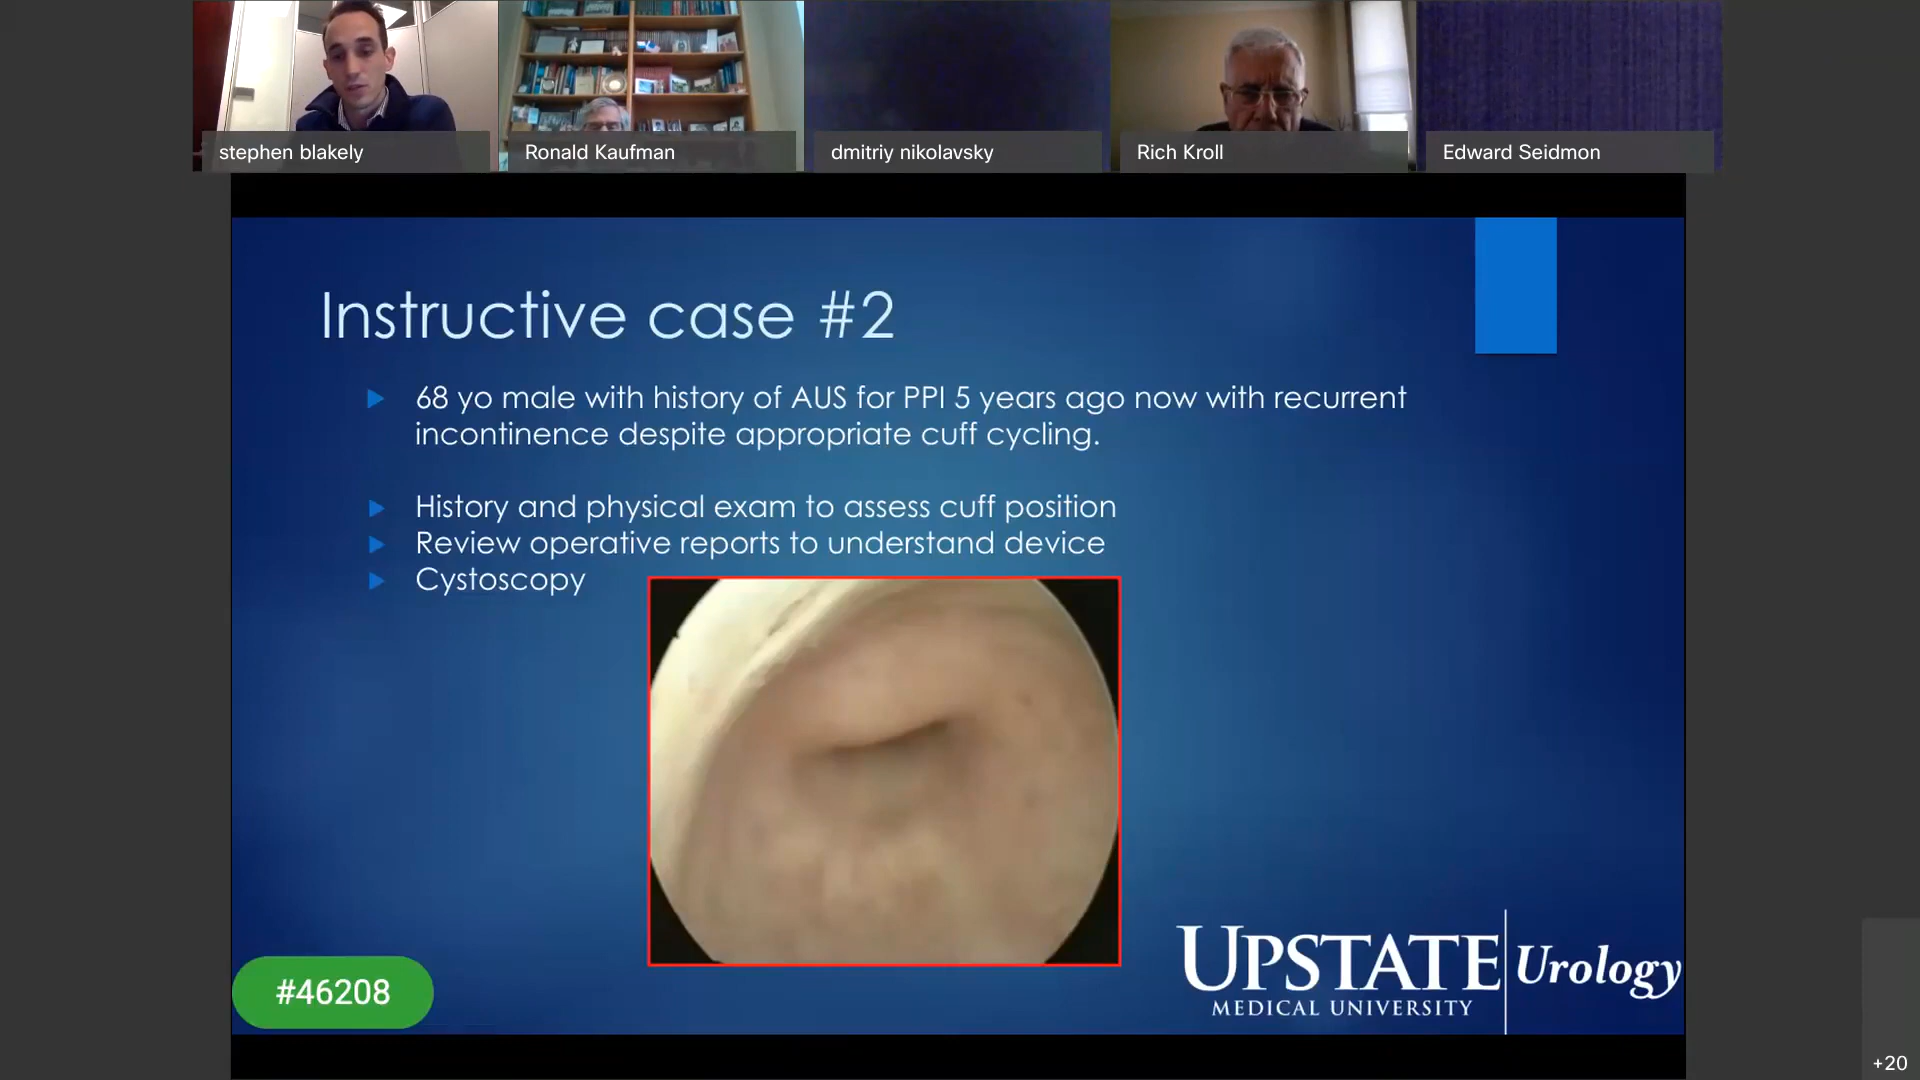 stephen blakely
Ronald Kaufman
dmitriy nikolavsky
Rich Kroll
Edward Seidmon
Instructive case #2
68 yo male with history of AUS for PPI 5 years ago now with recurrent
incontinence despite appropriate cuff cycling.
History and physical exam to assess cuff position
Review operative reports to understand device
Cystoscopy
UPSTATE
MEDICAL UNIVERSITY
Urology
#46208
+20